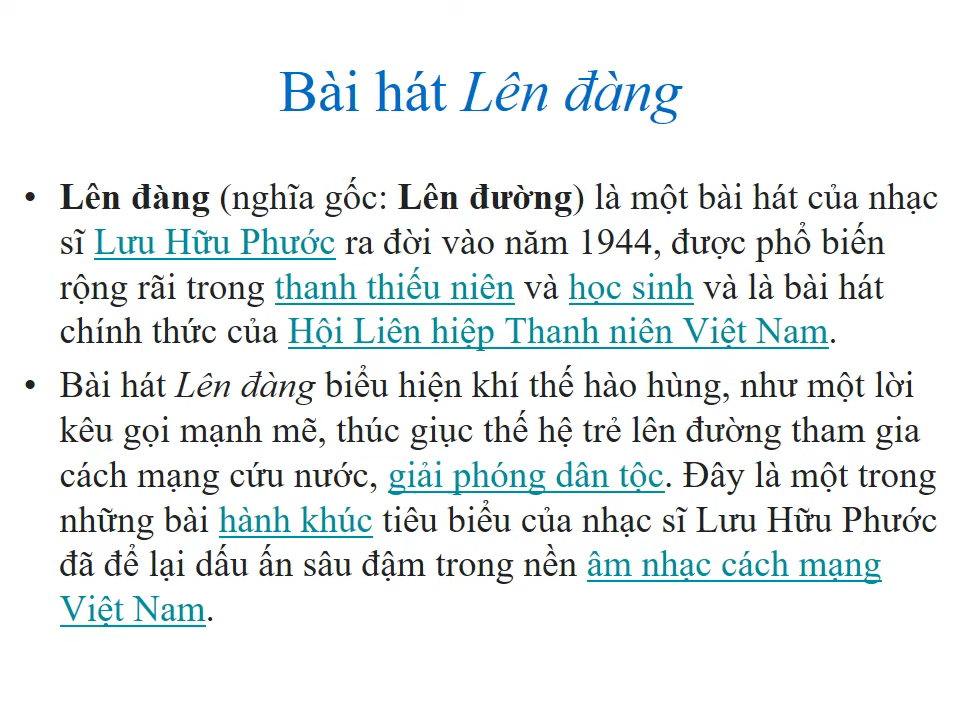 Bài hát Lên đàng
• Lên đàng (nghĩa gốc: Lên đường) là một bài hát của nhạc
sĩ Lưu Hữu Phước ra đời vào năm 1944, được phổ biến
rộng rãi trong thanh thiếu niên và học sinh và là bài hát
chính thức của Hội Liên hiệp Thanh niên Việt Nam.
• Bài hát Lên đàng biểu hiện khí thế hào hùng, như một lời
kêu gọi mạnh mẽ, thúc giục thế hệ trẻ lên đường tham gia
cách mạng cứu nước, giải phóng dân tộc. Đây là một trong
những bài hành khúc tiêu biểu của nhạc sĩ Lưu Hữu Phước
đã để lại dấu ấn sâu đậm trong nền âm nhạc cách mạng
Việt Nam.